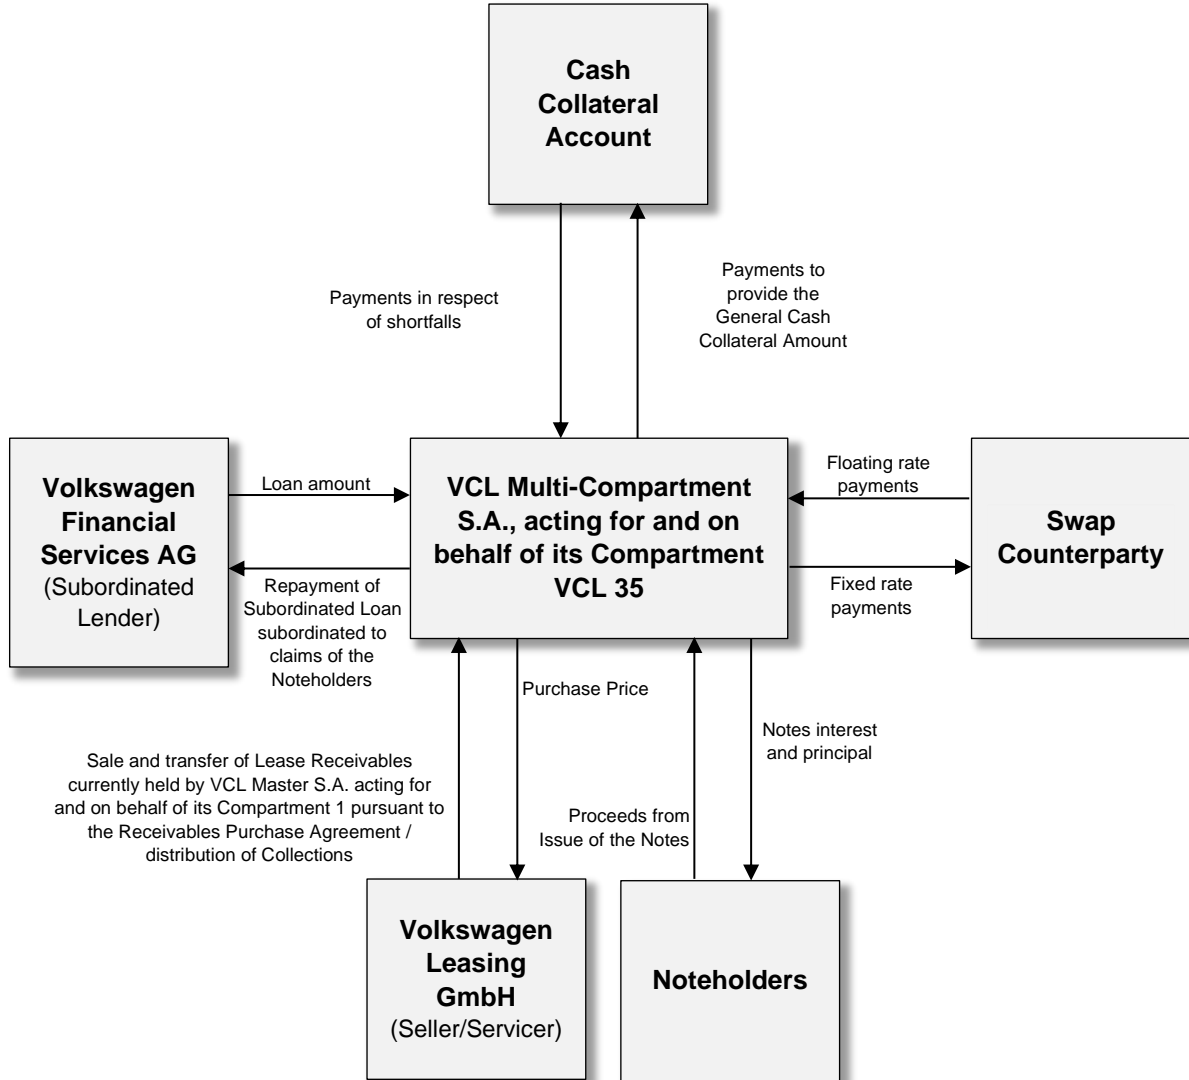 Cash
Collateral
Account
Payments in respect
of shortfalls
Payments to
provide the
General Cash
Collateral Amount
Volkswagen
Financial
Services AG
(Subordinated
Lender)
Loan amount
Repayment of
Subordinated Loan
subordinated to
claims of the
Noteholders
VCL Multi-Compartment
S.A., acting for and on
behalf of its Compartment
VCL 35
Floating rate
payments
Fixed rate
payments
Swap
Counterparty
Purchase Price
Notes interest
and principal
Sale and transfer of Lease Receivables
currently held by VCL Master S.A. acting for
and on behalf of its Compartment 1 pursuant to
the Receivables Purchase Agreement /
distribution of Collections
Proceeds from
Issue of the Notes
Volkswagen
Leasing
GmbH
(Seller/Servicer)
Noteholders